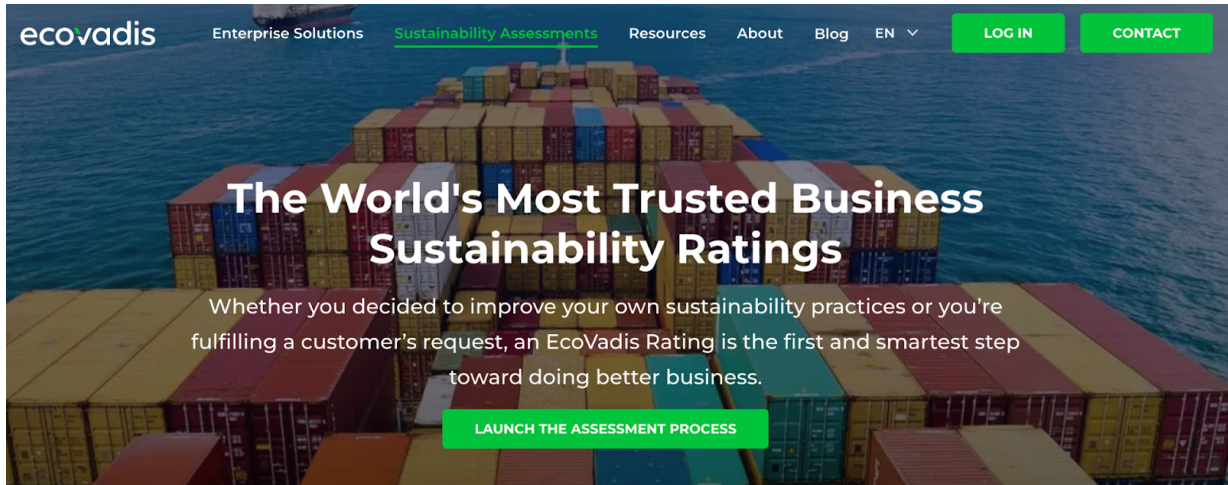 ecovadis
Enterprise Solutions
Sustainability Assessments
Resources
About
Blog
EN
LOG IN
CONTACT
The World's Most Trusted Business
Sustainability Ratings
Whether you decided to improve your own sustainability practices or you’re
fulfilling a customer’s request, an EcoVadis Rating is the first and smartest step
toward doing better business.
LAUNCH THE ASSESSMENT PROCESS